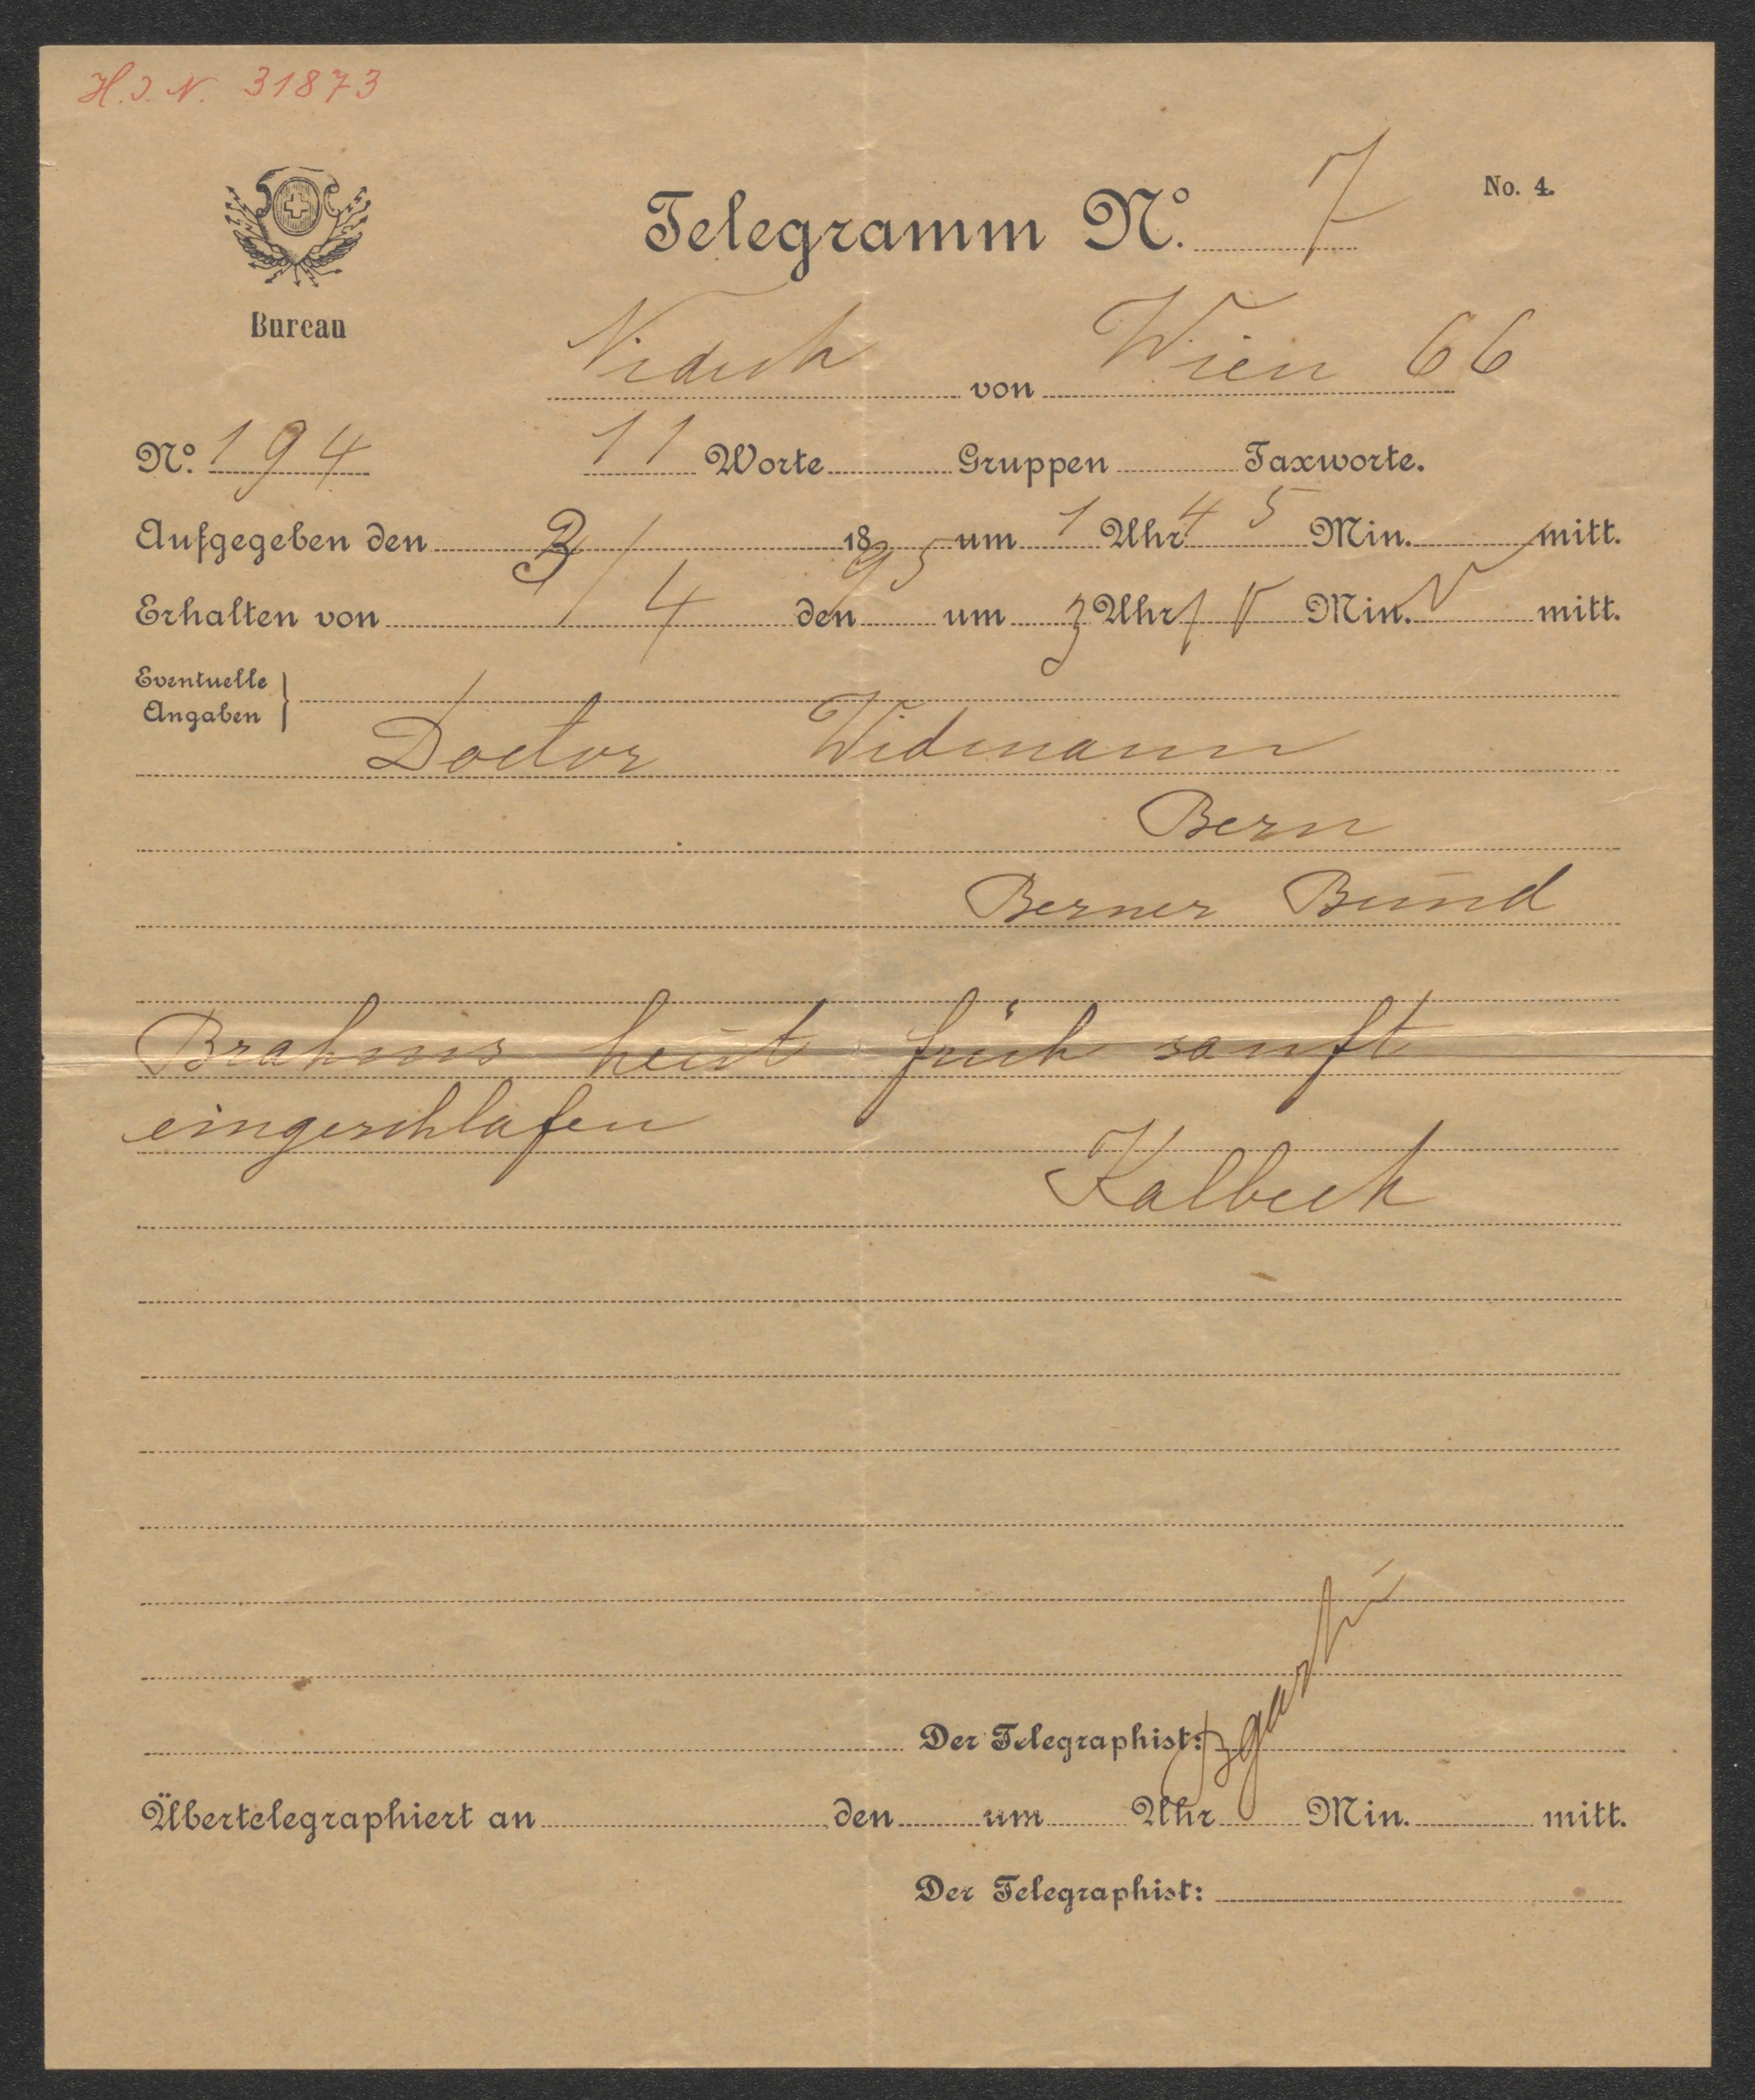 H.I.N. 31873
Telegramm No. 7
No. 4.
Bureau
von Wien 66
No. 194 11 Worte Gruppen Taxworte.
Aufgegeben den 3/4 1895 um 1 Uhr 45 Min. mitt.
Erhalten von den um 3 Uhr Min. N mitt.
Eventuelle Angaben
Doctor Widmann
Bern
Berner Bund
Brahms heut früh sanft
eingeschlafen
Kalbeck
Der Telegraphist:
Übertelegraphiert an den um Uhr Min. mitt.
Der Telegraphist: